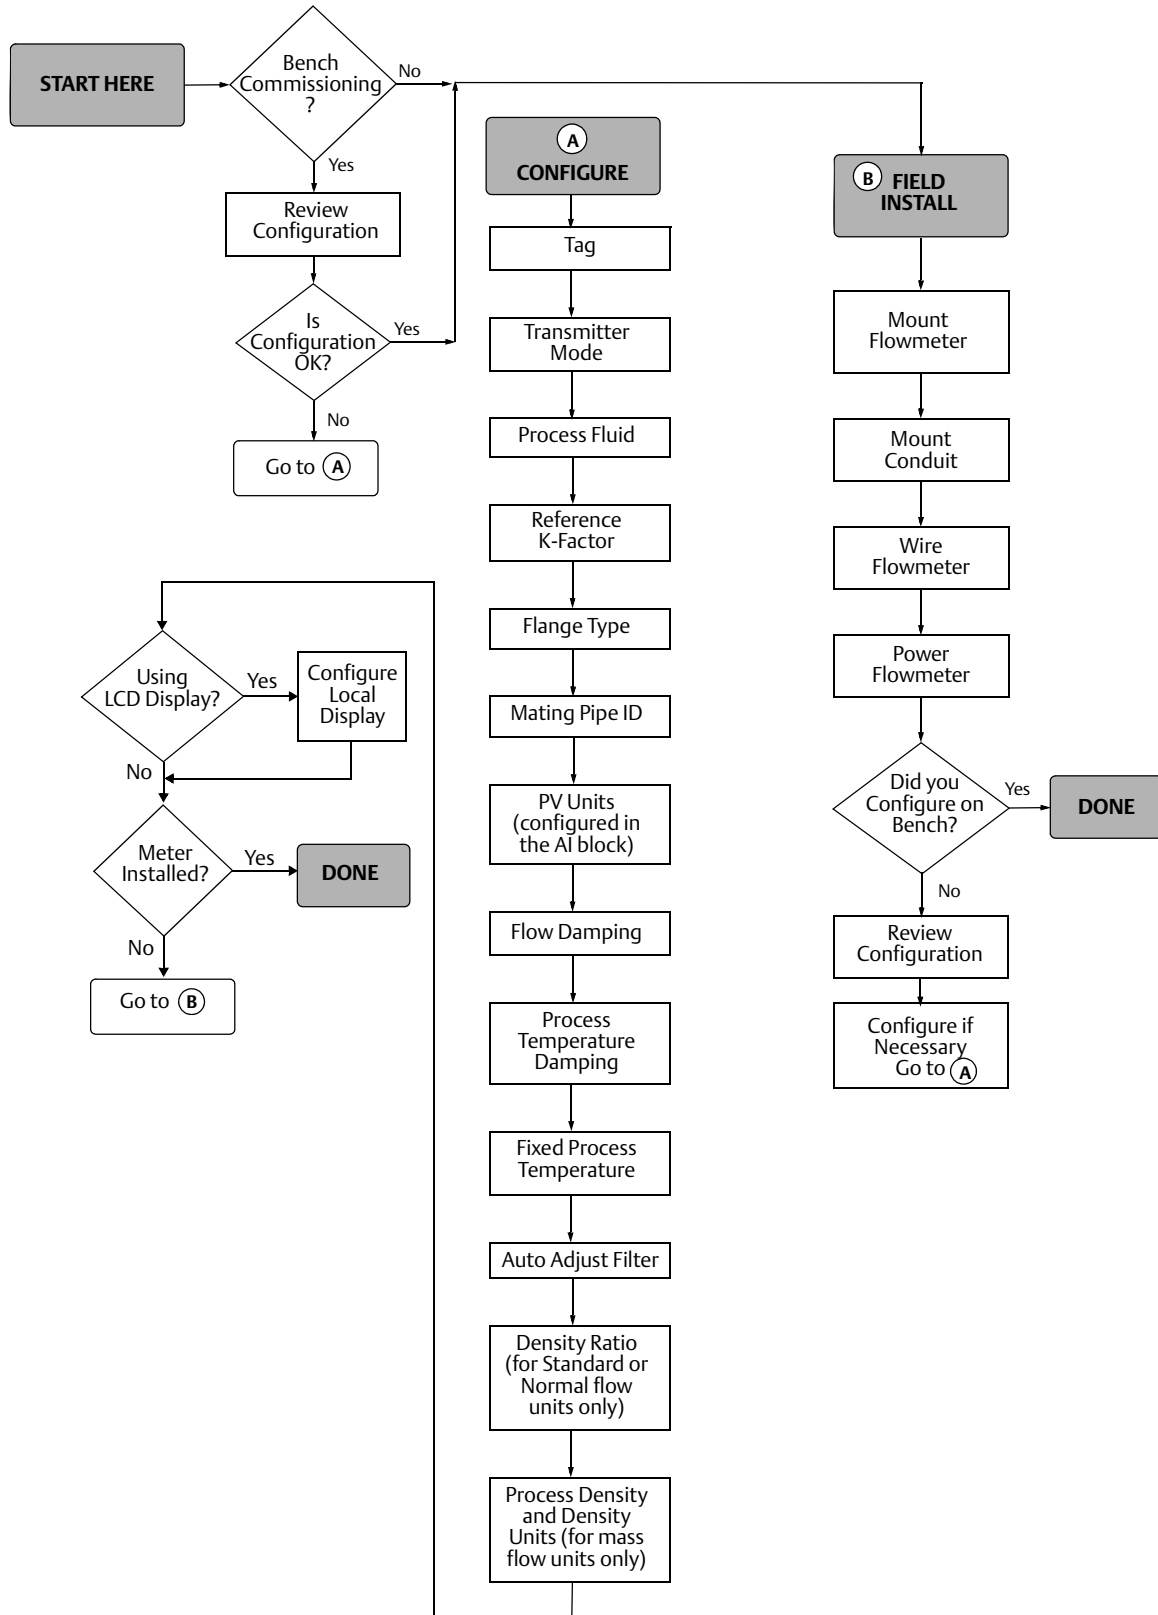 START HERE
Bench
Commissioning
?
No
Yes
Review
Configuration
Is
Configuration
OK?
Yes
No
Go to A
Using
LCD Display?
Yes
Configure
Local
Display
No
Meter
Installed?
Yes
DONE
No
Go to B
A
CONFIGURE
Tag
Transmitter
Mode
Process Fluid
Reference
K-Factor
Flange Type
Mating Pipe ID
PV Units
(configured in
the AI block)
Flow Damping
Process
Temperature
Damping
Fixed Process
Temperature
Auto Adjust Filter
Density Ratio
(for Standard or
Normal flow
units only)
Process Density
and Density
Units (for mass
flow units only)
B FIELD
INSTALL
Mount
Flowmeter
Mount
Conduit
Wire
Flowmeter
Power
Flowmeter
Did you
Configure on
Bench?
Yes
DONE
No
Review
Configuration
Configure if
Necessary
Go to A